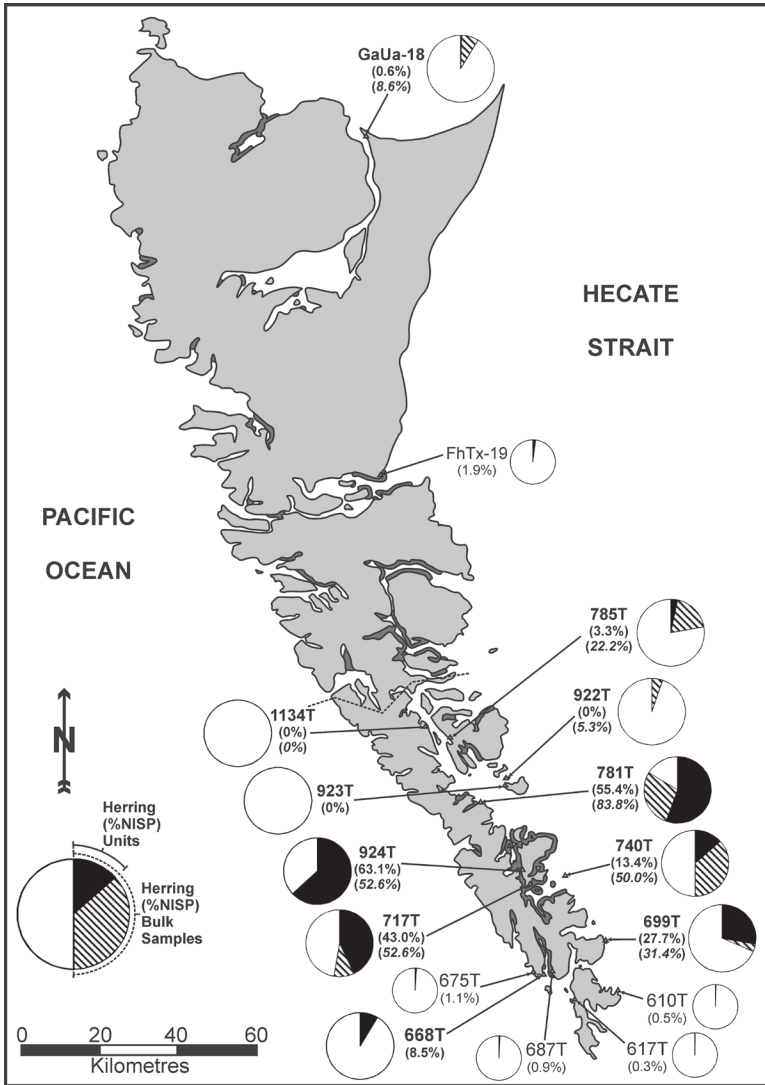 GaUa-18
(0.6%)
(8.6%)
HECATE
STRAIT
FhTx-19
(1.9%)
PACIFIC
OCEAN
785T
(3.3%)
(22.2%)
922T
(0%)
(5.3%)
1134T
(0%)
(0%)
N
923T
(0%)
781T
(55.4%)
(83.8%)
Herring
(%NISP)
Units
Herring
(%NISP)
Bulk
Samples
924T
(63.1%)
(52.6%)
740T
(13.4%)
(50.0%)
717T
(43.0%)
(52.6%)
699T
(27.7%)
(31.4%)
675T
(1.1%)
610T
(0.5%)
668T
(8.5%)
687T
(0.9%)
617T
(0.3%)
0 20 40 60
Kilometres